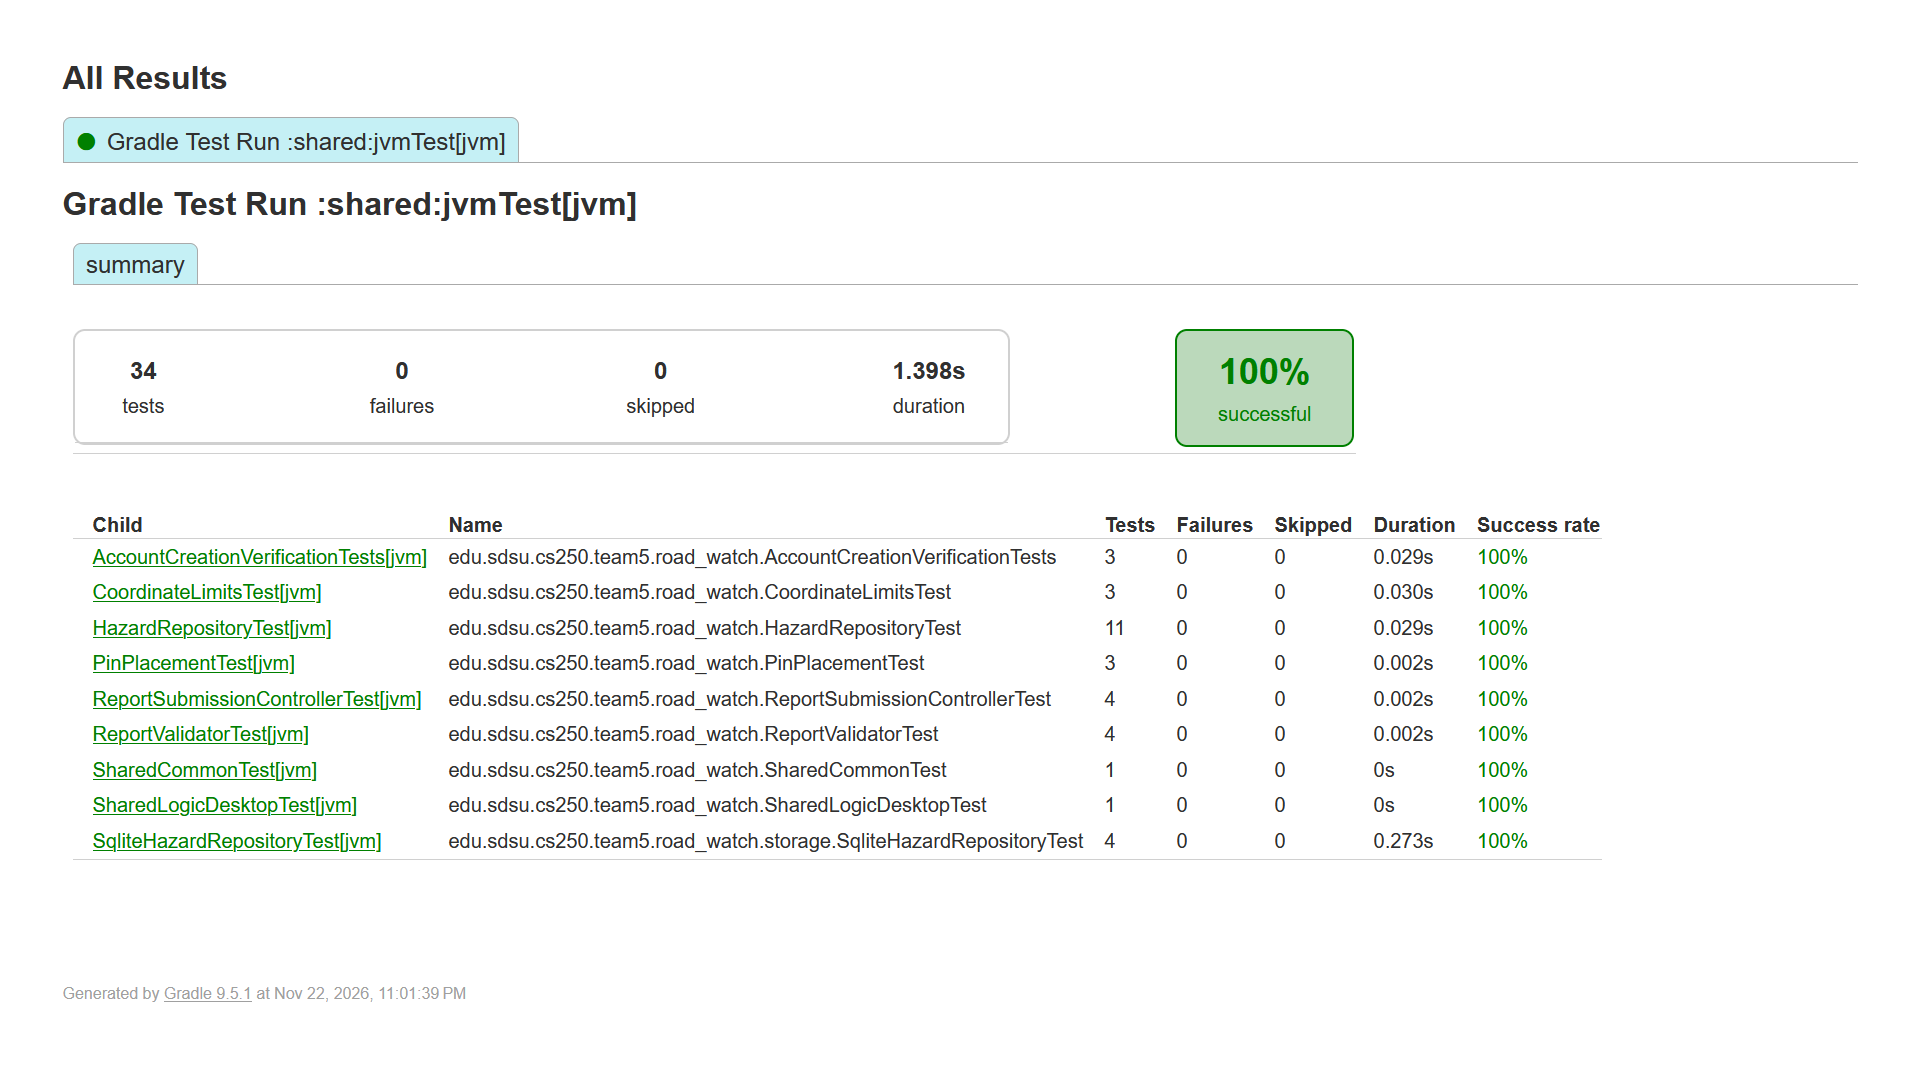 All Results
Gradle Test Run :shared:jvmTest[jvm]
Gradle Test Run :shared:jvmTest[jvm]
summary
34 0 0 1.398s
tests failures skipped duration
100%
successful
Child Name Tests Failures Skipped Duration Success rate
AccountCreationVerificationTests[jvm] edu.sdsu.cs250.team5.road_watch.AccountCreationVerificationTests 3 0 0 0.029s 100%
CoordinateLimitsTest[jvm] edu.sdsu.cs250.team5.road_watch.CoordinateLimitsTest 3 0 0 0.030s 100%
HazardRepositoryTest[jvm] edu.sdsu.cs250.team5.road_watch.HazardRepositoryTest 11 0 0 0.029s 100%
PinPlacementTest[jvm] edu.sdsu.cs250.team5.road_watch.PinPlacementTest 3 0 0 0.002s 100%
ReportSubmissionControllerTest[jvm] edu.sdsu.cs250.team5.road_watch.ReportSubmissionControllerTest 4 0 0 0.002s 100%
ReportValidatorTest[jvm] edu.sdsu.cs250.team5.road_watch.ReportValidatorTest 4 0 0 0.002s 100%
SharedCommonTest[jvm] edu.sdsu.cs250.team5.road_watch.SharedCommonTest 1 0 0 0s 100%
SharedLogicDesktopTest[jvm] edu.sdsu.cs250.team5.road_watch.SharedLogicDesktopTest 1 0 0 0s 100%
SqliteHazardRepositoryTest[jvm] edu.sdsu.cs250.team5.road_watch.storage.SqliteHazardRepositoryTest 4 0 0 0.273s 100%
Generated by Gradle 9.5.1 at Nov 22, 2026, 11:01:39 PM